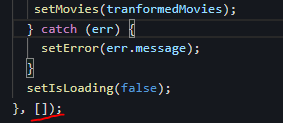 setMovies(tranformedMovies);
} catch (err) {
setError(err.message);
}
setIsLoading(false);
}, []);